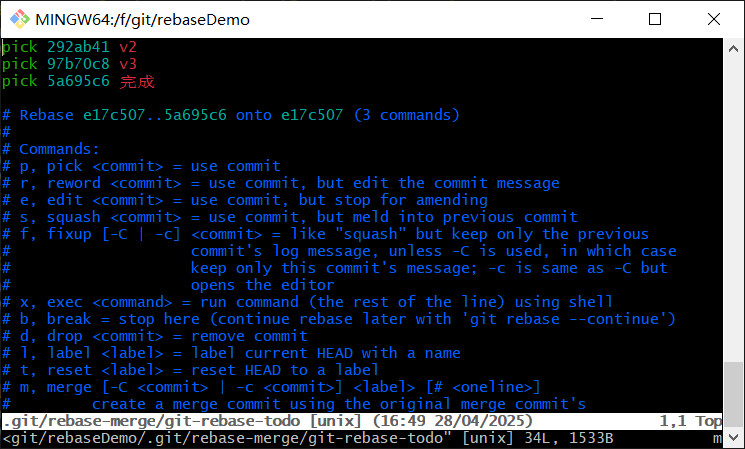 MINGW64:/f/git/rebaseDemo
pick 292ab41 v2
pick 97b70c8 v3
pick 5a695c6 完成
# Rebase e17c507..5a695c6 onto e17c507 (3 commands)
#
# Commands:
# p, pick <commit> = use commit
# r, reword <commit> = use commit, but edit the commit message
# e, edit <commit> = use commit, but stop for amending
# s, squash <commit> = use commit, but meld into previous commit
# f, fixup [-C | -c] <commit> = like "squash" but keep only the previous
#                    commit's log message, unless -C is used, in which case
#                    keep only this commit's message; -c is same as -C but
#                    opens the editor
# x, exec <command> = run command (the rest of the line) using shell
# b, break = stop here (continue rebase later with 'git rebase --continue')
# d, drop <commit> = remove commit
# l, label <label> = label current HEAD with a name
# t, reset <label> = reset HEAD to a label
# m, merge [-C <commit> | -c <commit>] <label> [# <oneline>]
#         create a merge commit using the original merge commit's
.git/rebase-merge/git-rebase-todo [unix] (16:49 28/04/2025) 1,1 Top
<git/rebaseDemo/.git/rebase-merge/git-rebase-todo" [unix] 34L, 1533B m